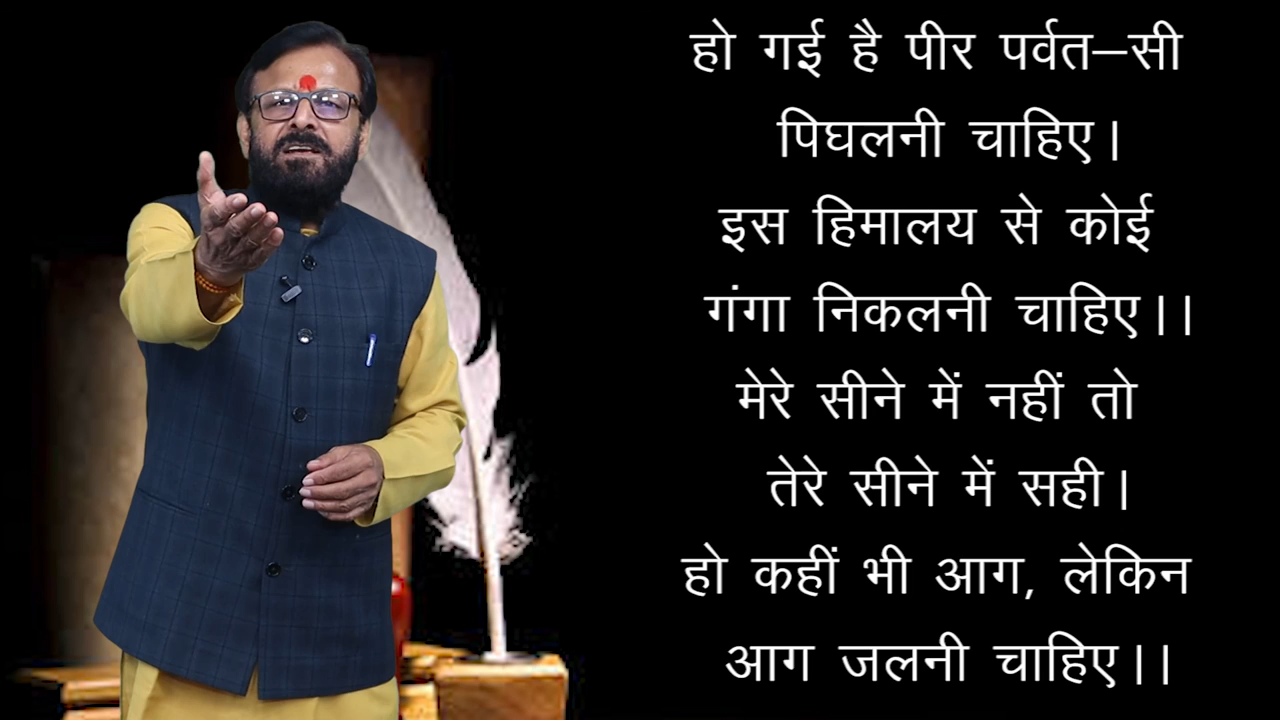 हो गई है पीर पर्वत–सी
पिघलनी चाहिए।
इस हिमालय से कोई
गंगा निकलनी चाहिए।।
मेरे सीने में नहीं तो
तेरे सीने में सही।
हो कहीं भी आग, लेकिन
आग जलनी चाहिए।।